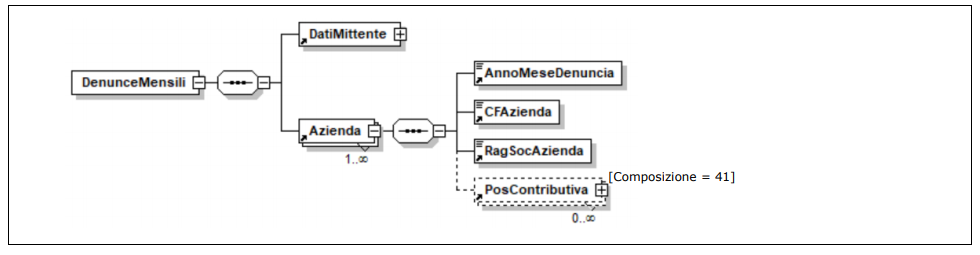 DatiMittente
DenunceMensili
AnnoMeseDenuncia
CFAzienda
Azienda
1..∞
RagSocAzienda
[Composizione = 41]
PosContributiva
0..∞